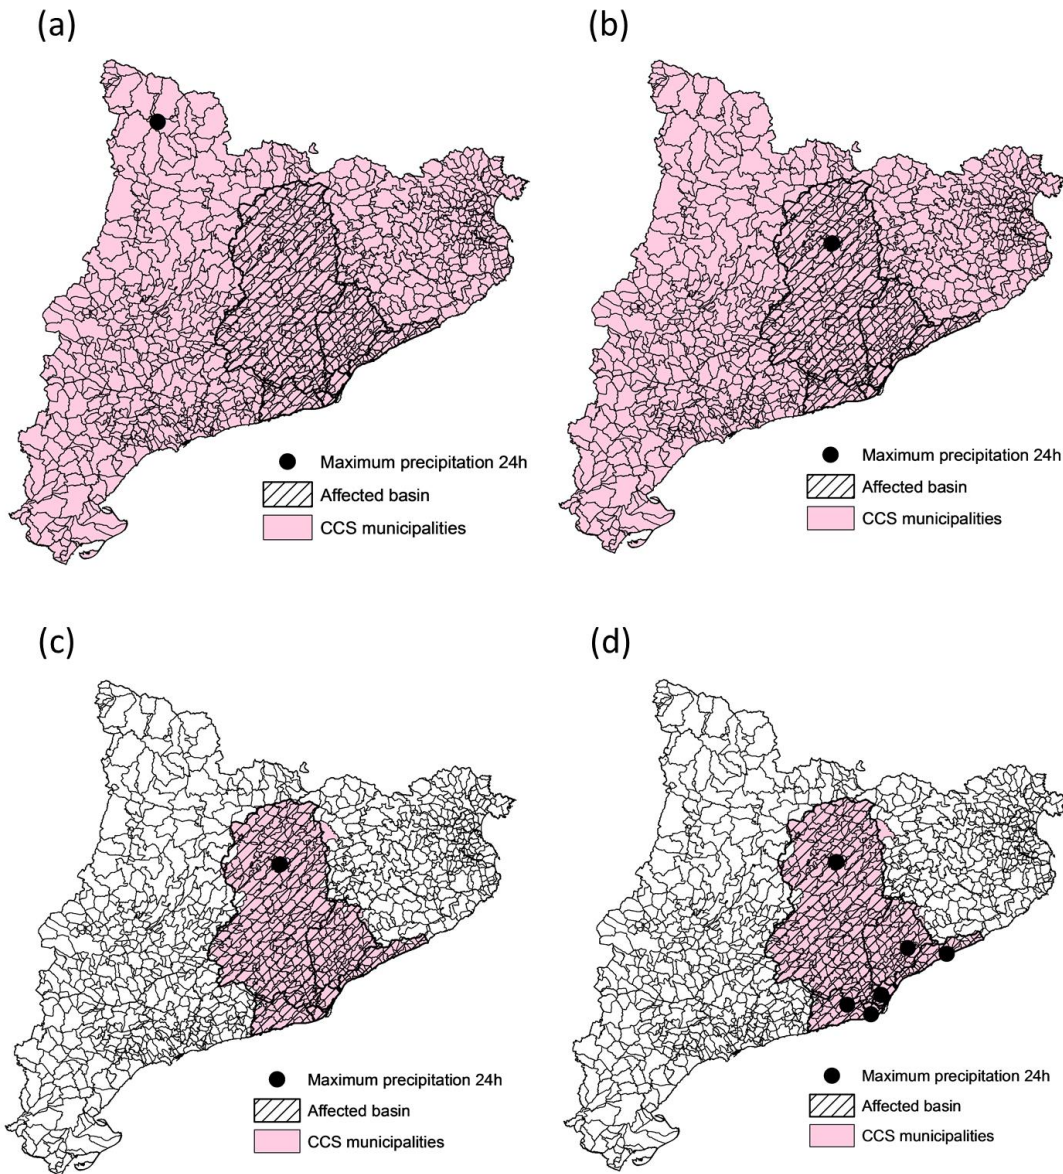 (a)
(b)
Maximum precipitation 24h
Affected basin
CCS municipalities
Maximum precipitation 24h
Affected basin
CCS municipalities
(c)
(d)
Maximum precipitation 24h
Affected basin
CCS municipalities
Maximum precipitation 24h
Affected basin
CCS municipalities